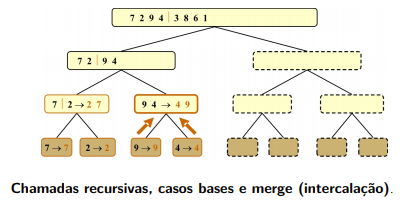 7 2 9 4 | 3 8 6 1
7 2 | 9 4
7 | 2 → 2 7
9 4 → 4 9
7 → 7
2 → 2
9 → 9
4 → 4
Chamadas recursivas, casos bases e merge (intercalação).